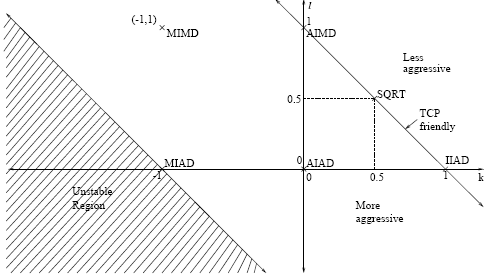 (-1,1)
MIMD
l
1
AIMD
Less
aggressive
0.5
SQRT
TCP
friendly
MIAD
-1
0
AIAD
0
0.5
1
IIAD
k
Unstable
Region
More
aggressive